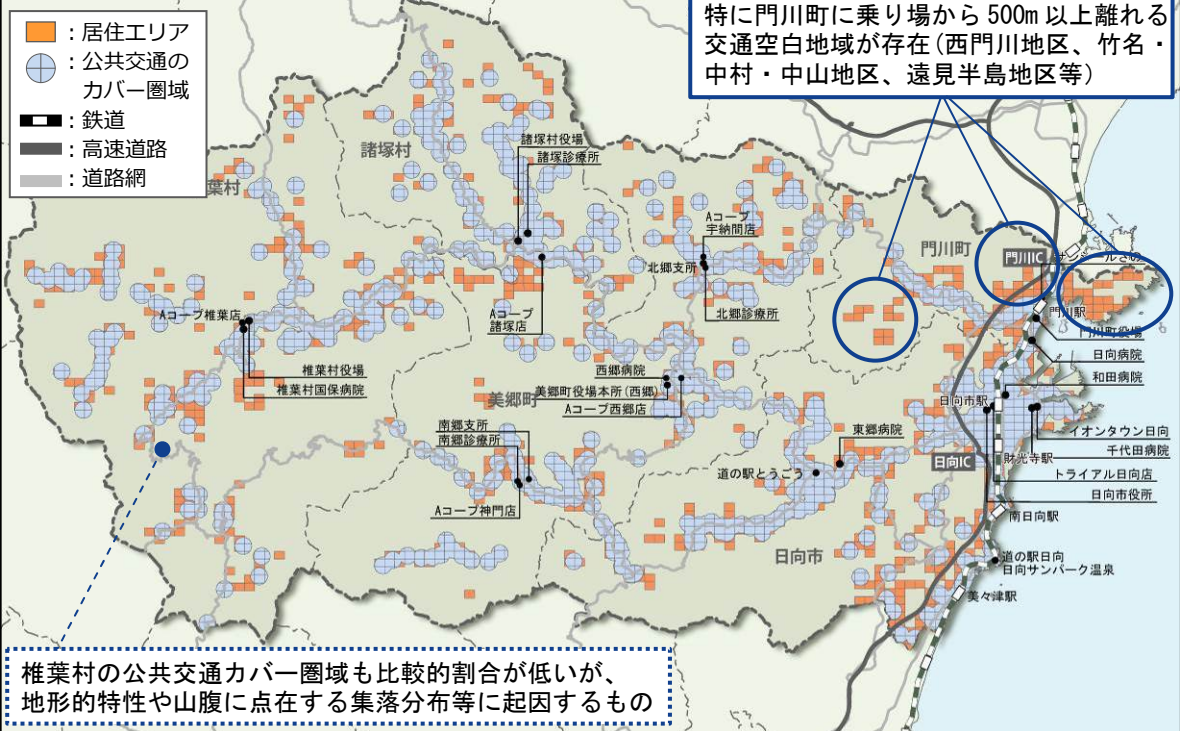 ：居住エリア
：公共交通の
カバー圏域
：鉄道
：高速道路
：道路網
特に門川町に乗り場から500m以上離れる
交通空白地域が存在(西門川地区、竹名・
中村・中山地区、遠見半島地区等)
諸塚村役場
諸塚診療所
諸塚村
葉村
Aコープ
宇納間店
門川町
門川IC
北郷支所
北郷診療所
Aコープ
諸塚店
Aコープ椎葉店
門川駅
門川町役場
日向病院
椎葉村役場
椎葉村国保病院
西郷病院
美郷町役場本所(西郷)
Aコープ西郷店
美郷町
和田病院
日向市駅
イオンタウン日向
千代田病院
南郷支所
南郷診療所
東郷病院
日向IC
財光寺駅
道の駅とうごう
トライアル日向店
日向市役所
Aコープ神門店
南日向駅
日向市
道の駅日向
日向サンパーク温泉
美々津駅
椎葉村の公共交通カバー圏域も比較的割合が低いが、
地形的特性や山腹に点在する集落分布等に起因するもの